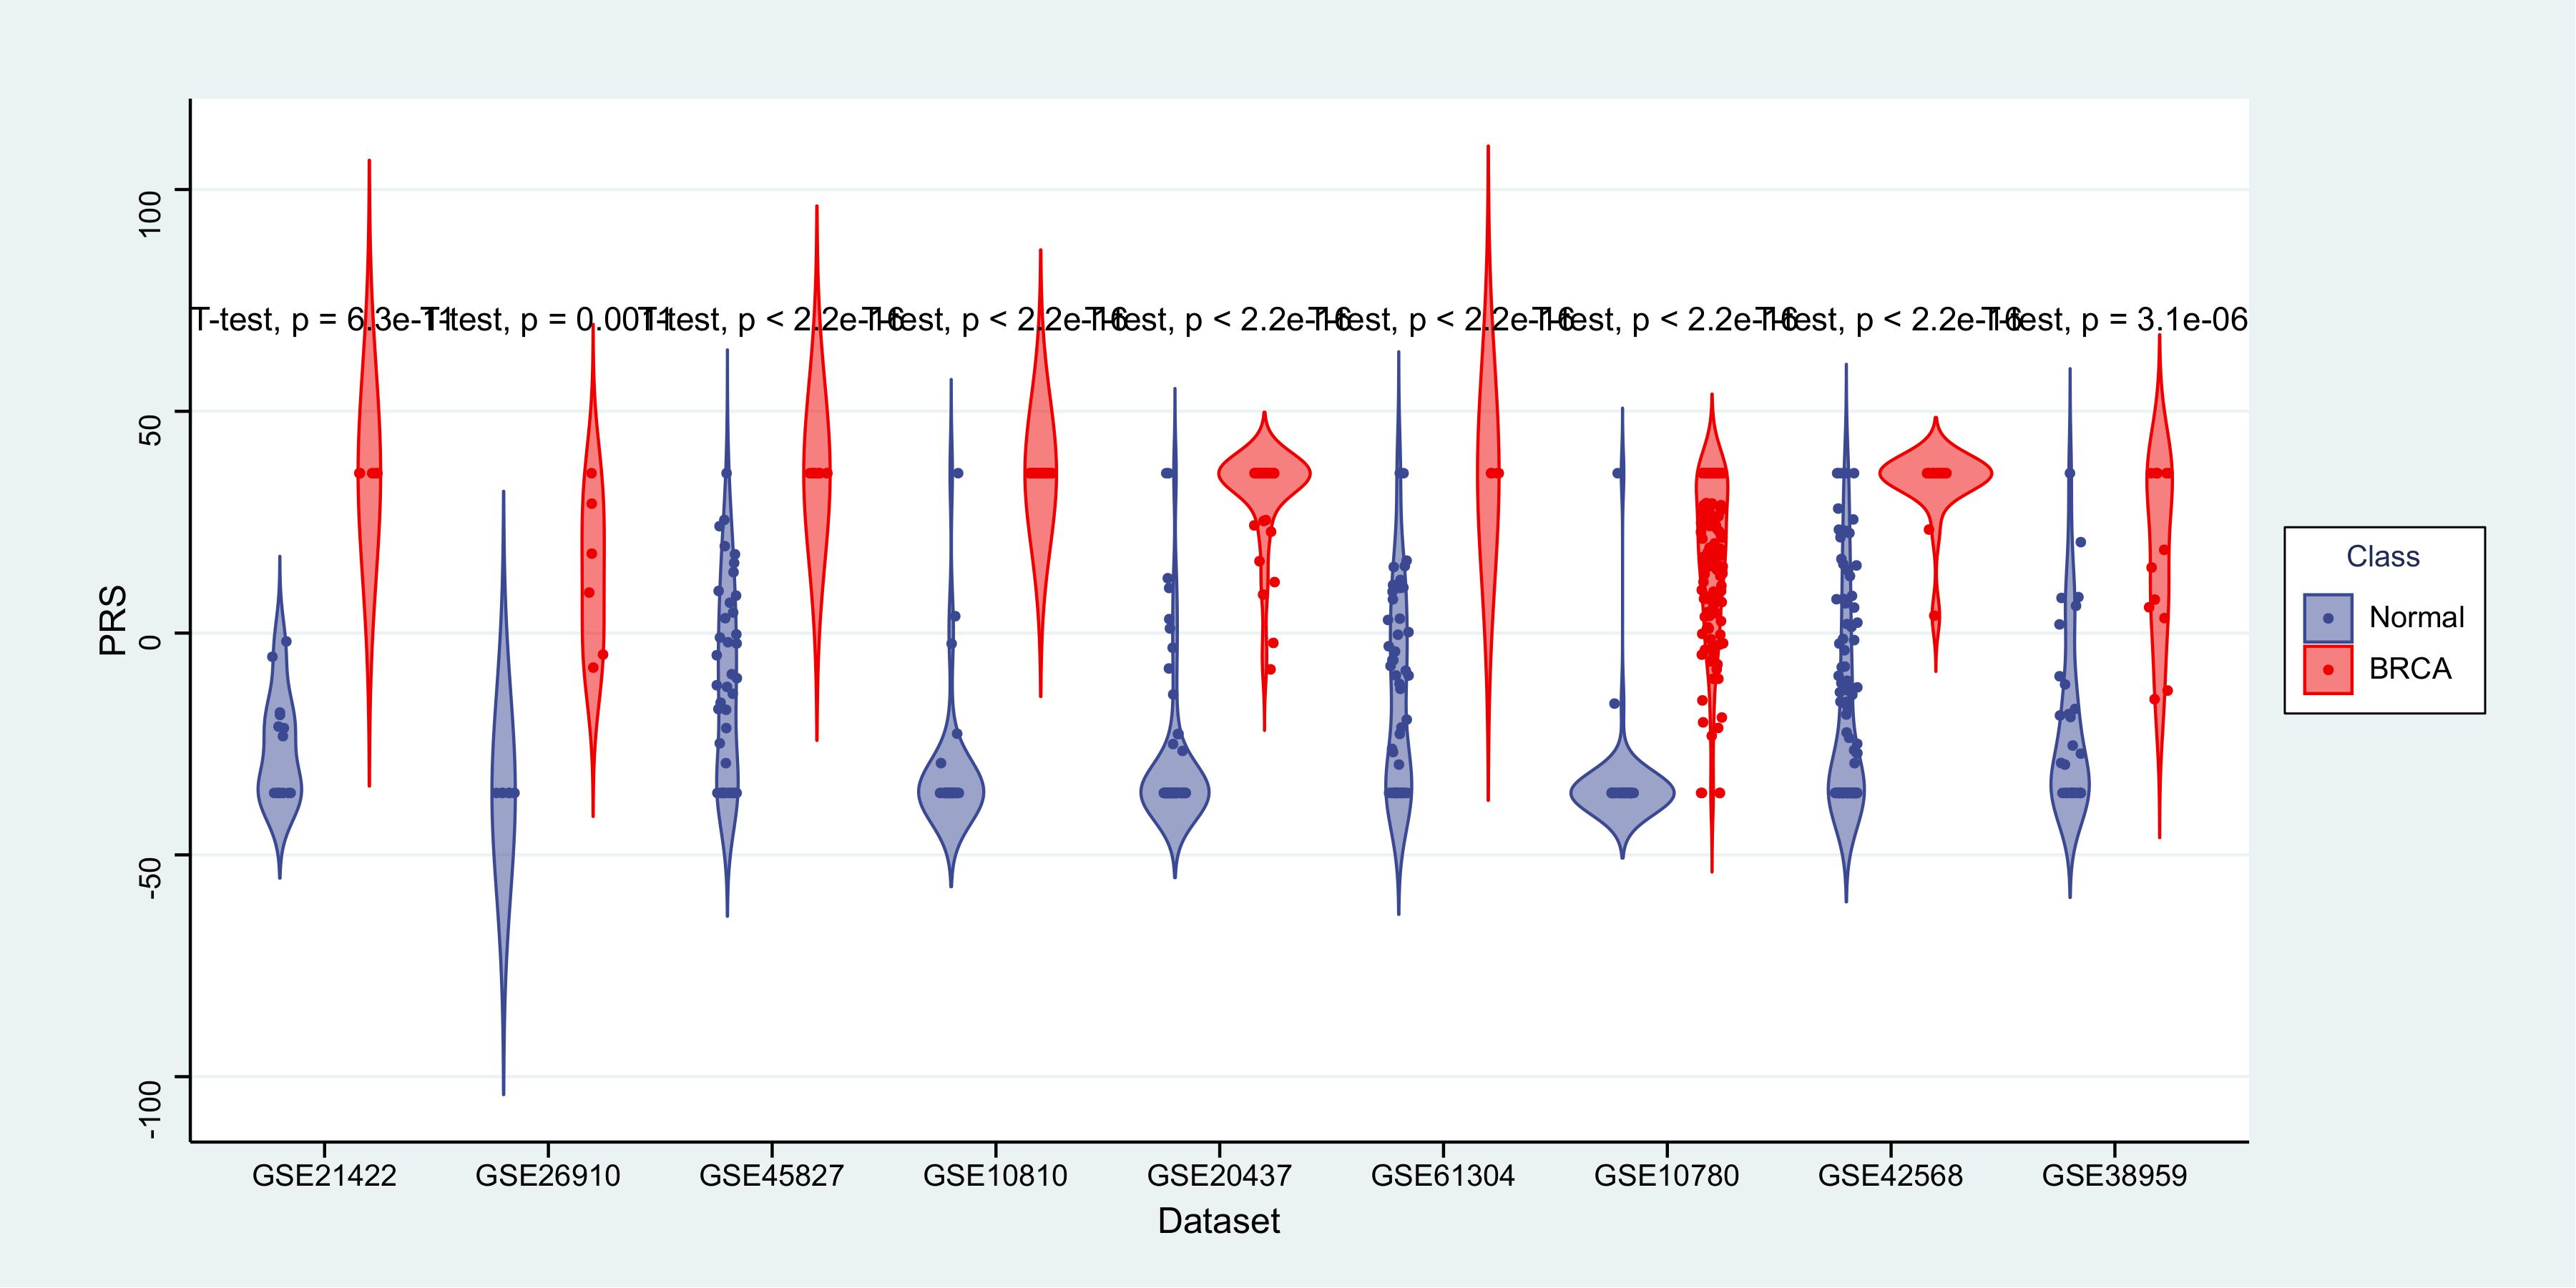 T-test, p = 6.3e-11
T-test, p = 0.0011
T-test, p < 2.2e-16
T-test, p < 2.2e-16
T-test, p < 2.2e-16
T-test, p < 2.2e-16
T-test, p < 2.2e-16
T-test, p < 2.2e-16
T-test, p = 3.1e-06
100
50
0
-50
-100
PRS
GSE21422 GSE26910 GSE45827 GSE10810 GSE20437 GSE61304 GSE10780 GSE42568 GSE38959
Dataset
Class
Normal
BRCA